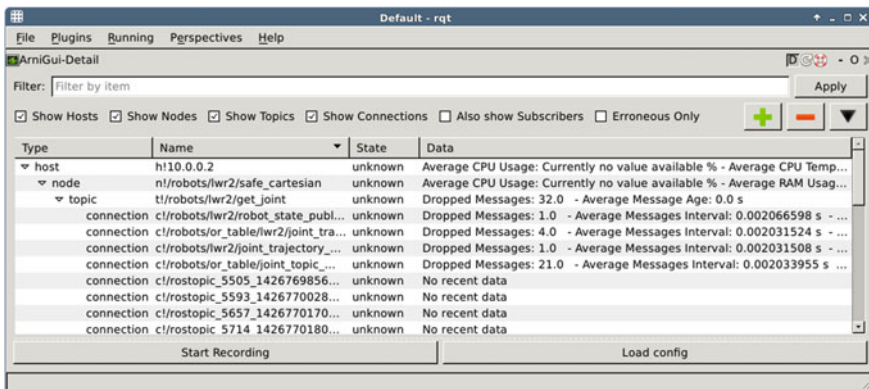 Default - rqt
File Plugins Running Perspectives Help
ArniGui-Detail D - O
Filter: Filter by item Apply
Show Hosts Show Nodes Show Topics Show Connections Also show Subscribers Erroneous Only
Type Name State Data
host h!10.0.0.2 unknown Average CPU Usage: Currently no value available % - Average CPU Temp...
node n!/robots/lwr2/safe_cartesian unknown Average CPU Usage: Currently no value available % - Average RAM Usag...
topic t!/robots/lwr2/get_joint unknown Dropped Messages: 32.0 - Average Message Age: 0.0 s
connection c!/robots/lwr2/robot_state_publ... unknown Dropped Messages: 1.0 - Average Messages Interval: 0.002066598 s - ...
connection c!/robots/or_table/lwr2/joint_tra... unknown Dropped Messages: 4.0 - Average Messages Interval: 0.002031524 s - ...
connection c!/robots/lwr2/joint_trajectory_... unknown Dropped Messages: 1.0 - Average Messages Interval: 0.002031508 s - ...
connection c!/robots/or_table/joint_topic_... unknown Dropped Messages: 21.0 - Average Messages Interval: 0.002033955 s ...
connection c!/rostopic_5505_1426769856... unknown No recent data
connection c!/rostopic_5593_1426770028... unknown No recent data
connection c!/rostopic_5657_1426770170... unknown No recent data
connection c!/rostopic_5714_1426770180... unknown No recent data
Start Recording Load config